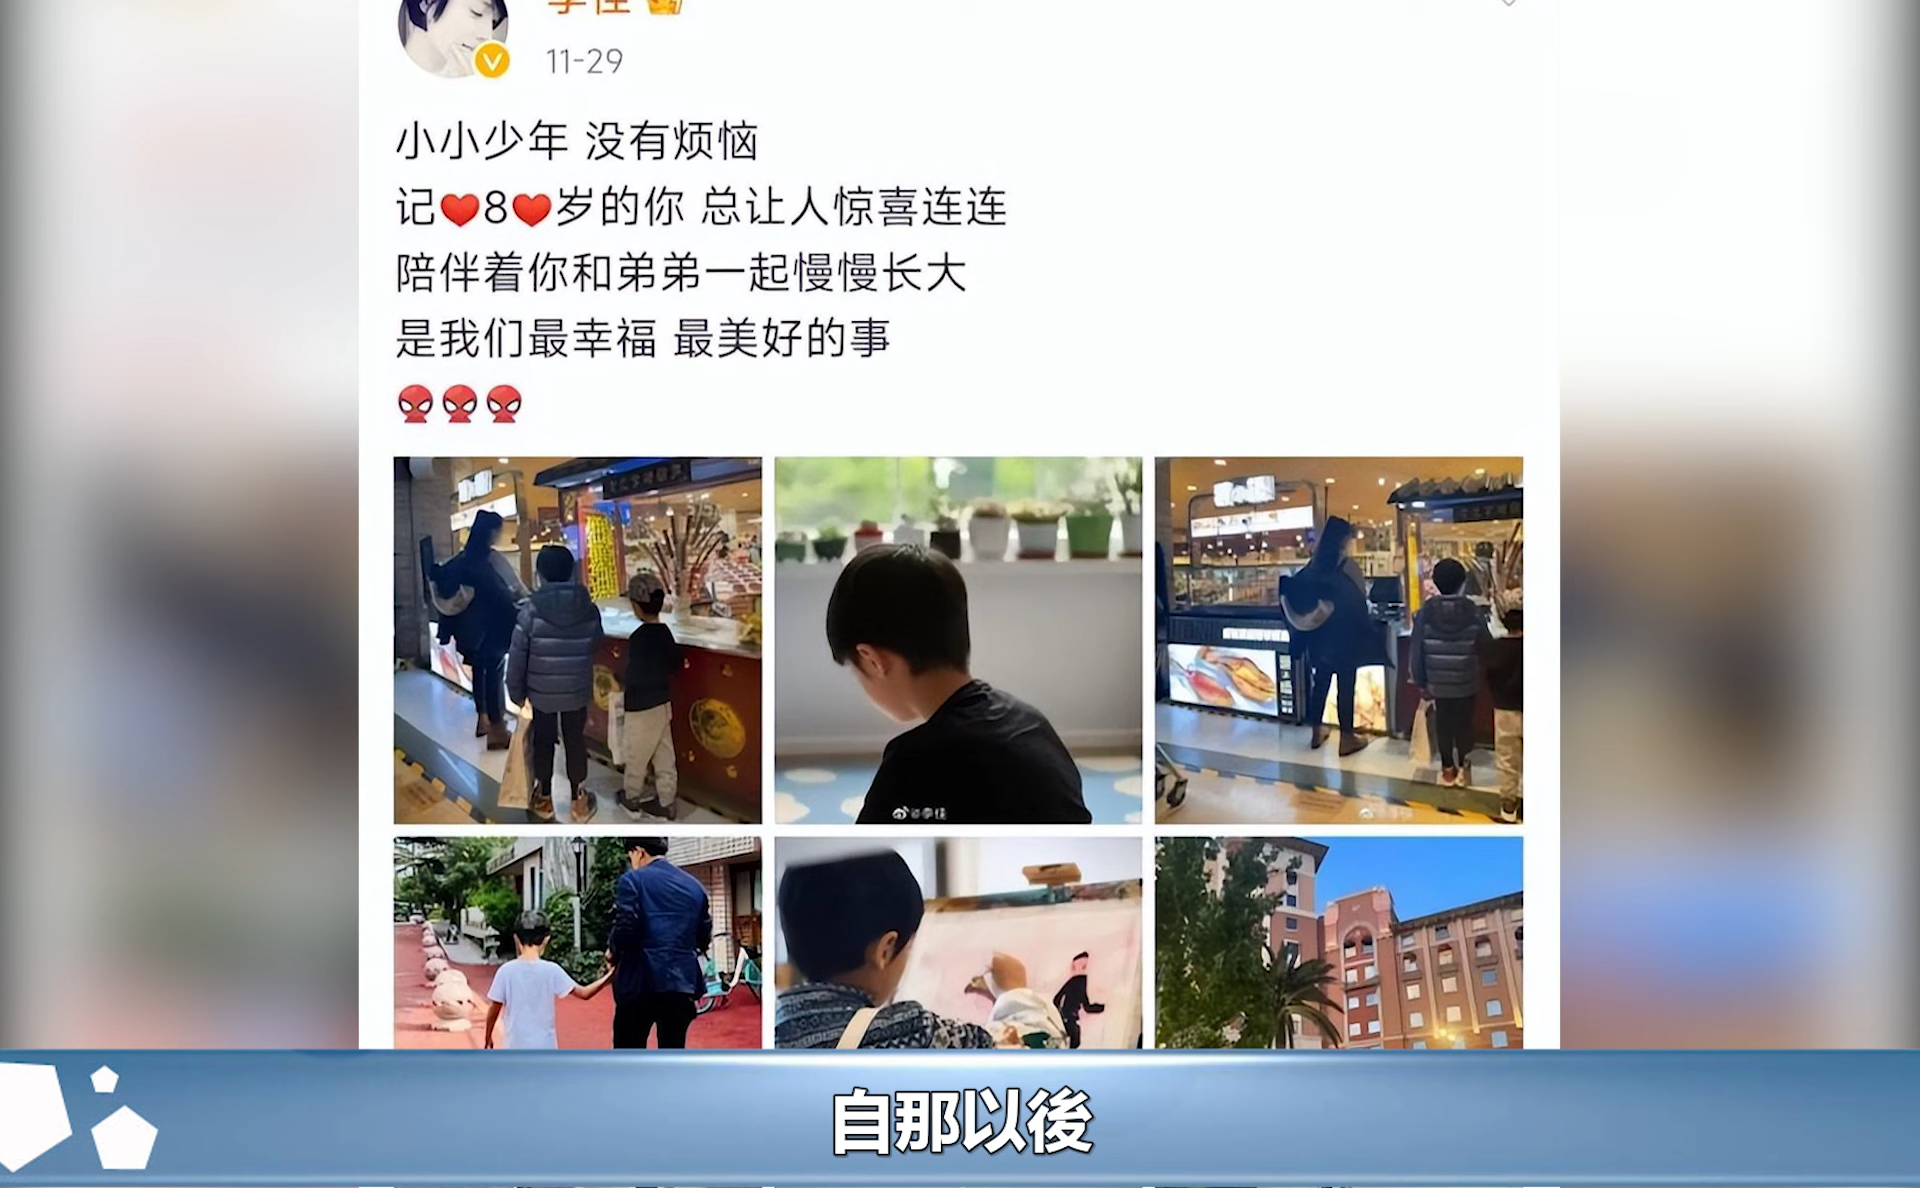 李佳
11-29
小小少年 没有烦恼
记❤8❤岁的你 总让人惊喜连连
陪伴着你和弟弟一起慢慢长大
是我们最幸福 最美好的事
自那以後